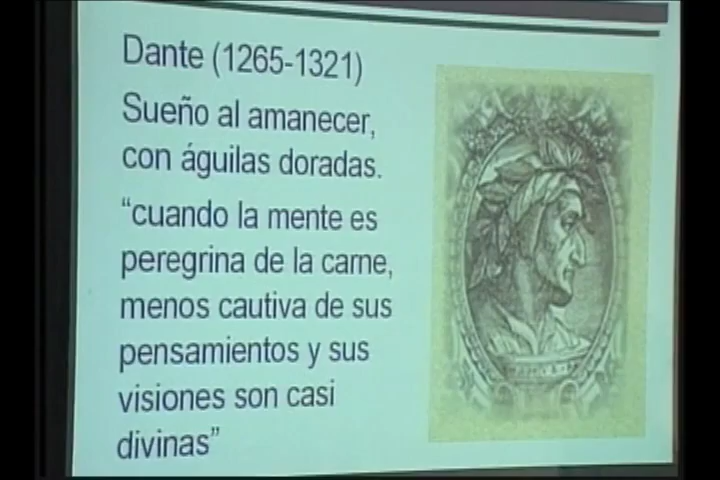 Dante (1265-1321)
Sueño al amanecer,
con águilas doradas.
“cuando la mente es
peregrina de la carne,
menos cautiva de sus
pensamientos y sus
visiones son casi
divinas”